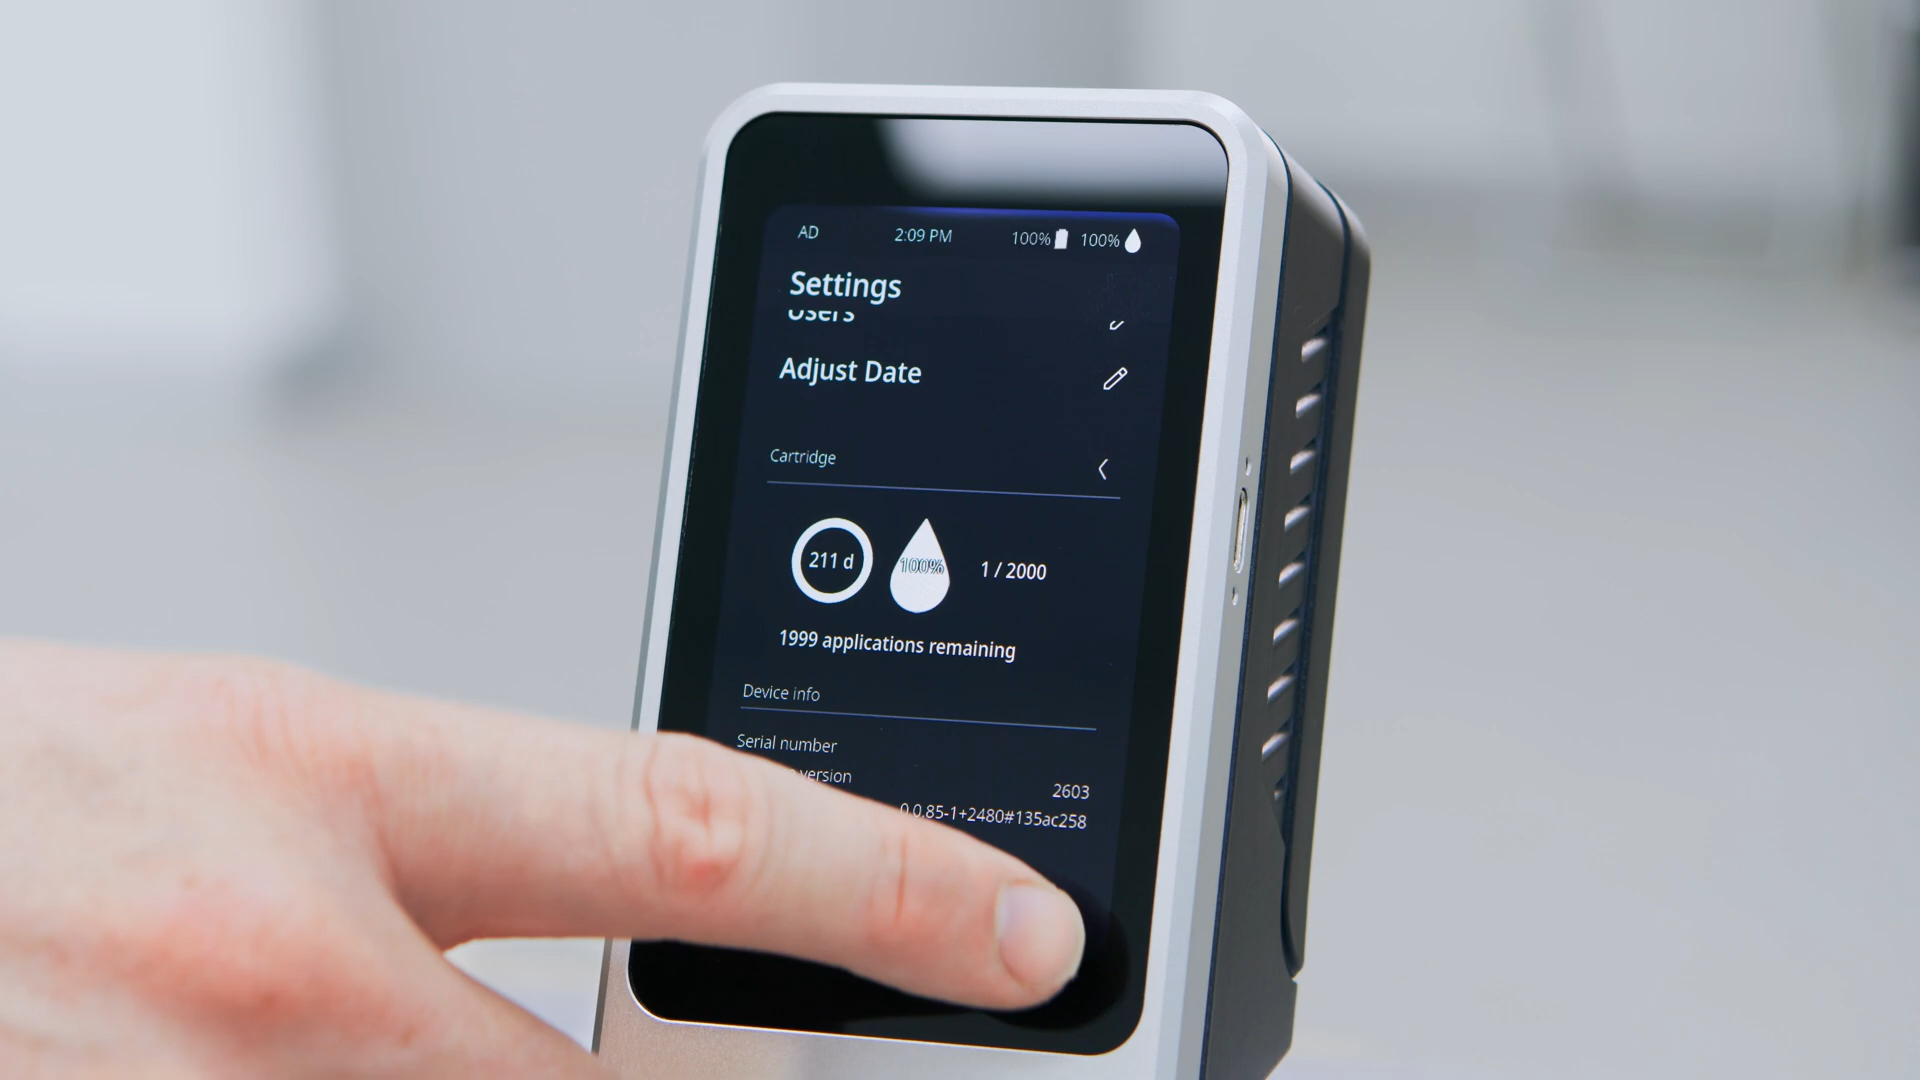 AD 2:09 PM 100% 100%
Settings
Users
Adjust Date
Cartridge
211 d 100% 1 / 2000
1999 applications remaining
Device info
Serial number
2603
version
0.0.85-1+2480#135ac258